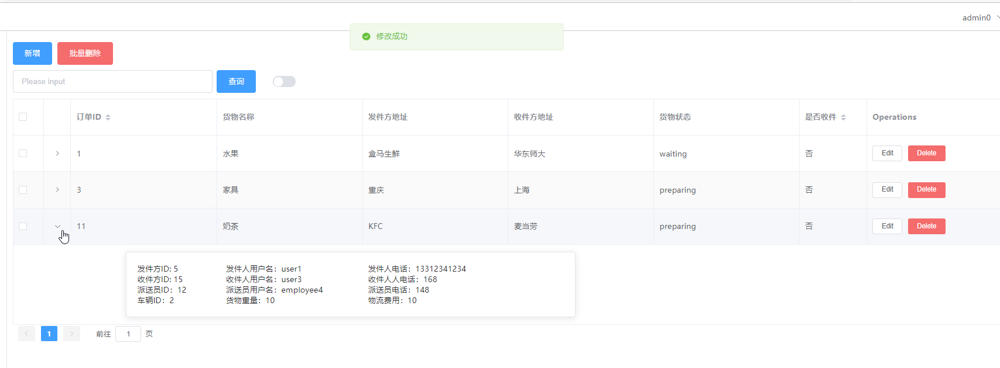 admin0
修改成功
新增 批量删除
Please input 查询
订单ID 货物名称 发件方地址 收件方地址 货物状态 是否收件 Operations
1 水果 盒马生鲜 华东师大 waiting 否 Edit Delete
3 家具 重庆 上海 preparing 否 Edit Delete
11 奶茶 KFC 麦当劳 preparing 否 Edit Delete
发件方ID: 5 发件人用户名：user1 发件人电话：13312341234
收件方ID: 15 收件人用户名：user3 收件人人电话：168
派送员ID：12 派送员用户名：employee4 派送员电话：148
车辆ID：2 货物重量：10 物流费用：10
1 前往 1 页